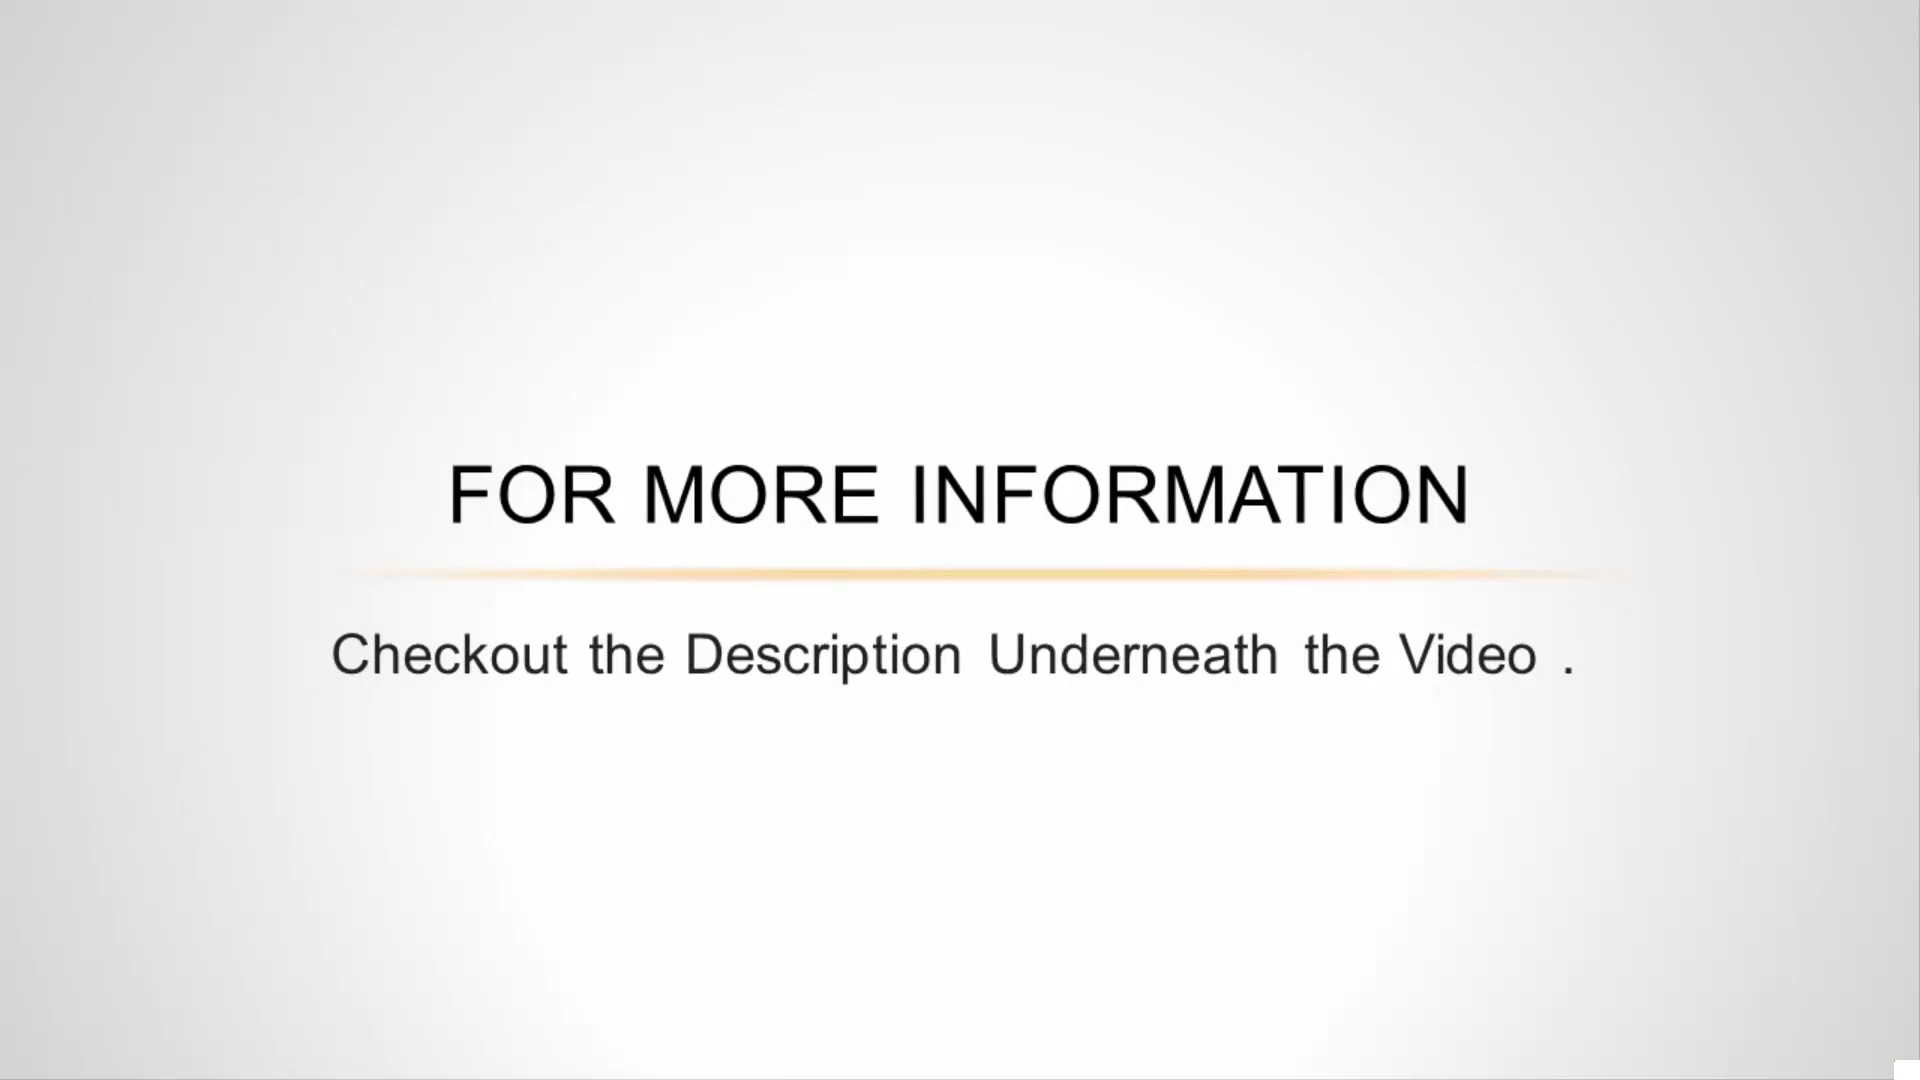 FOR MORE INFORMATION
Checkout the Description Underneath the Video .